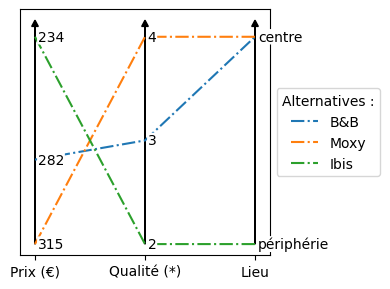 234
4
centre
Alternatives :
B&B
Moxy
Ibis
3
282
315
2
périphérie
Prix (€)
Qualité (*)
Lieu